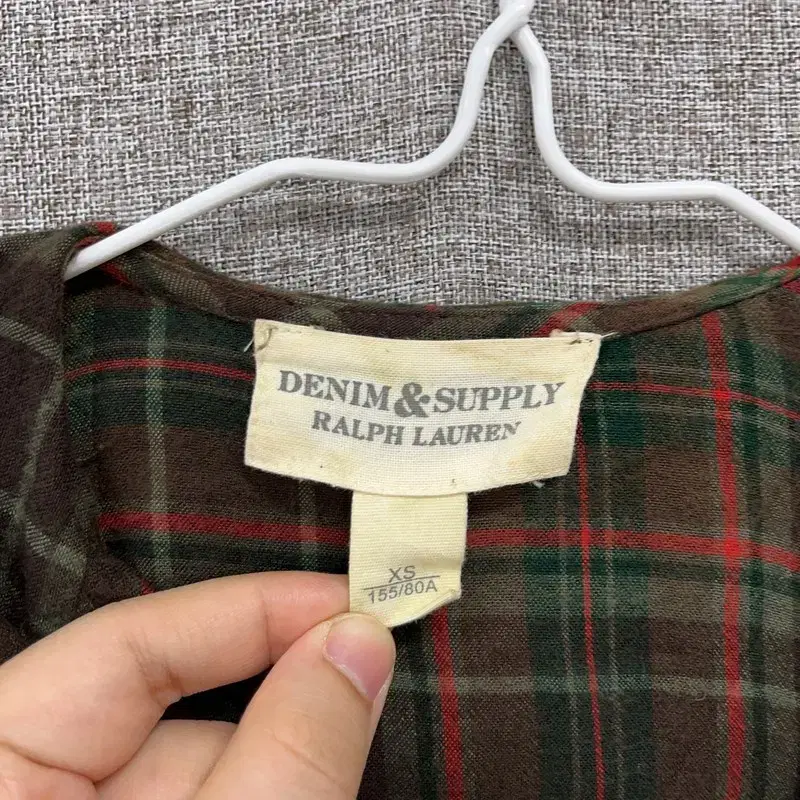 DENIM&SUPPLY
RALPH LAUREN
XS
155/80A